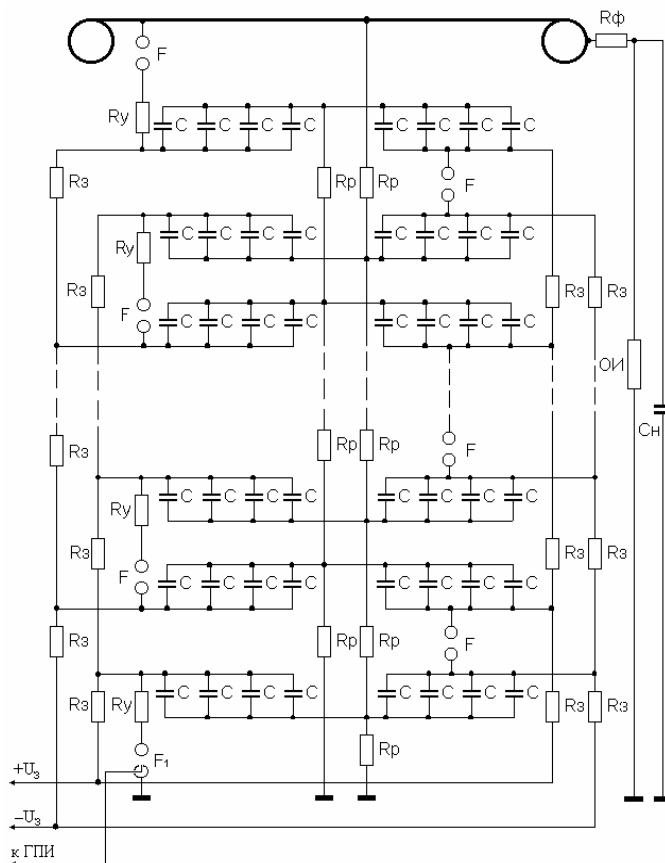 Rф
F
Rу C C C C C C C C
Rз Rр Rр F
Rу C C C C C C C C
Rз F C C C C C C C C Rз Rз
ОИ
Сн
Rз Rр Rр F
Rу C C C C C C C C
Rз Rз Rз
F C C C C C C C C
Rз Rр Rр F
Rз Rу C C C C C C C C Rз Rз
F₁ Rр
+Uз
–Uз
к ГПИ